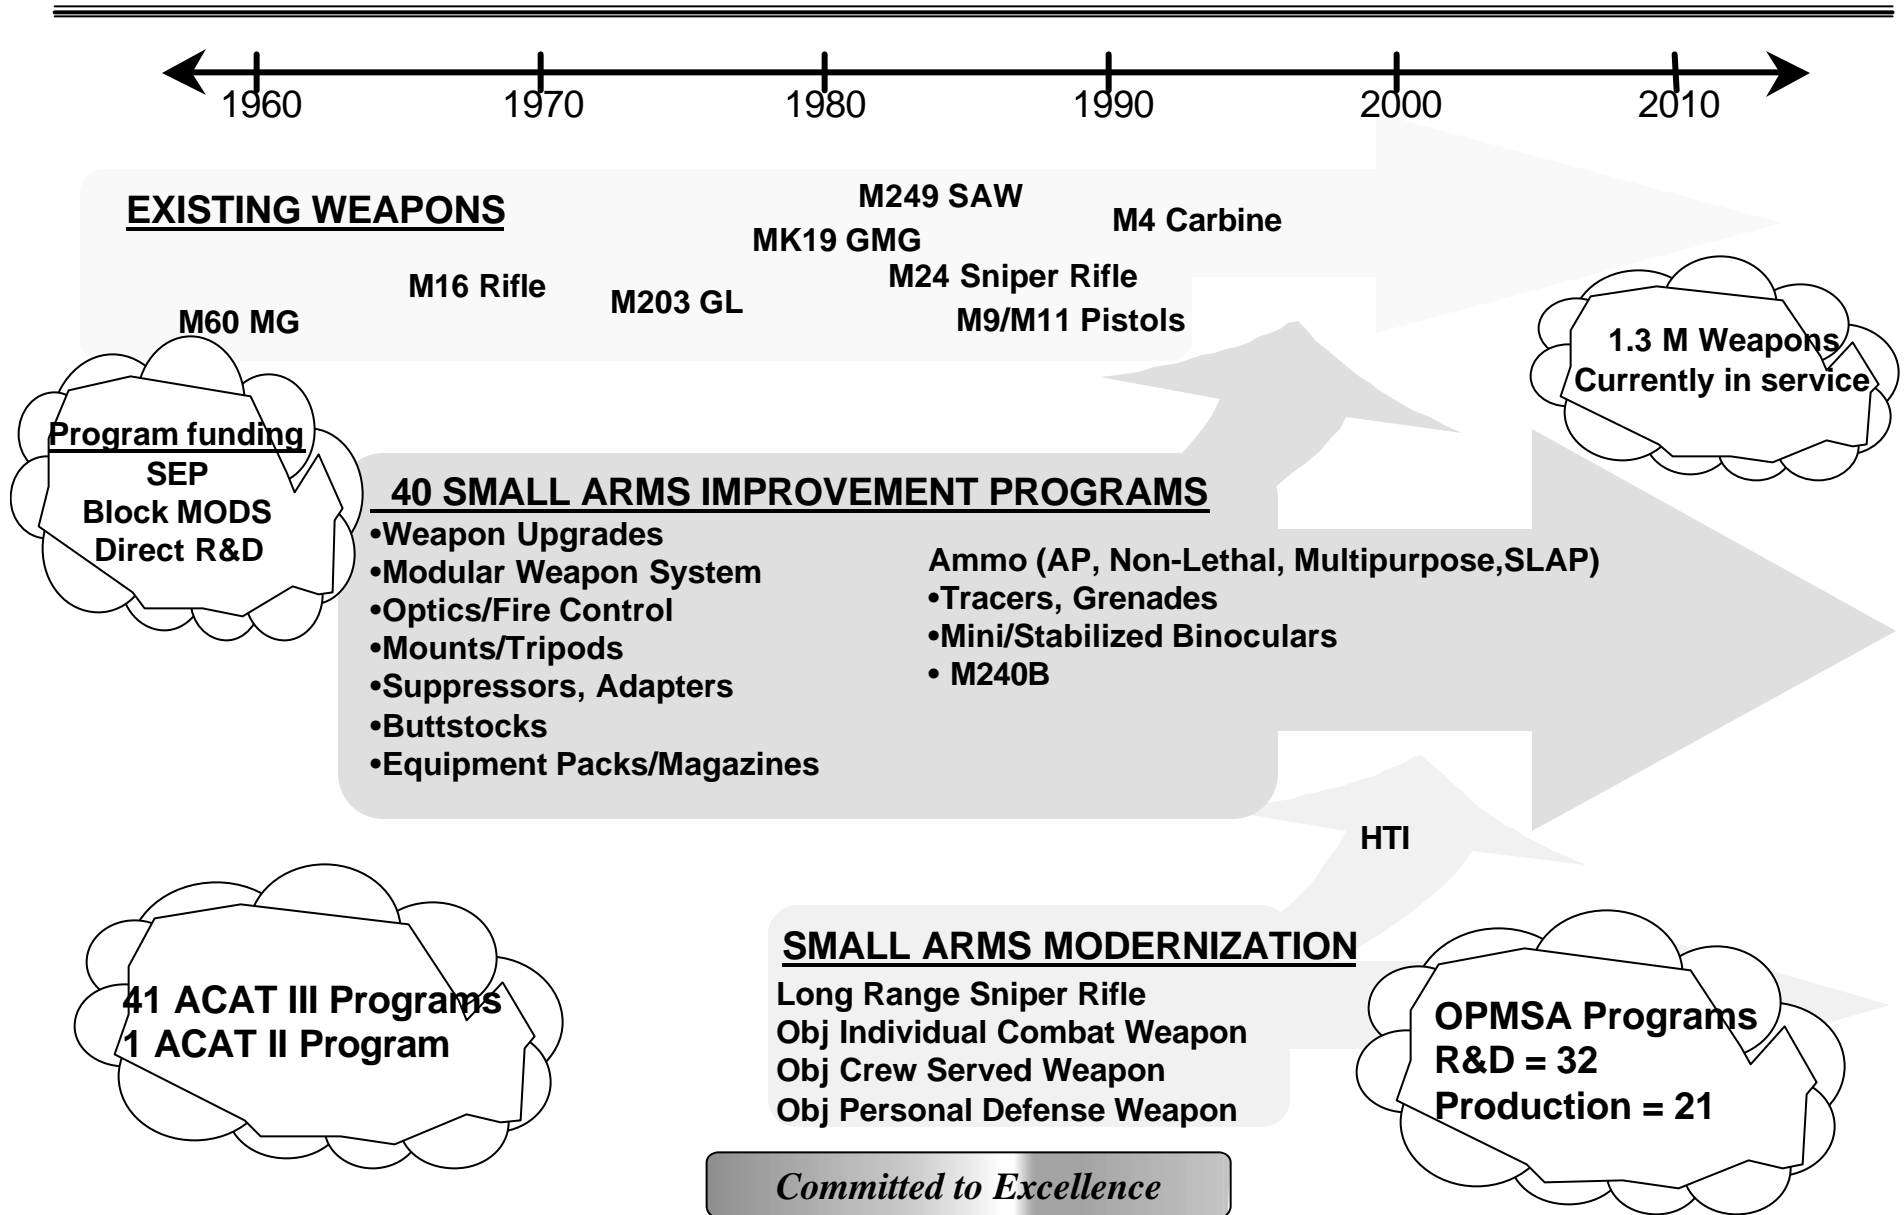 1960 1970 1980 1990 2000 2010
EXISTING WEAPONS
M249 SAW
M4 Carbine
MK19 GMG
M24 Sniper Rifle
M16 Rifle
M203 GL
M9/M11 Pistols
M60 MG
1.3 M Weapons
Currently in service
Program funding
SEP
Block MODS
Direct R&D
40 SMALL ARMS IMPROVEMENT PROGRAMS
•Weapon Upgrades
•Modular Weapon System
•Optics/Fire Control
•Mounts/Tripods
•Suppressors, Adapters
•Buttstocks
•Equipment Packs/Magazines
Ammo (AP, Non-Lethal, Multipurpose,SLAP)
•Tracers, Grenades
•Mini/Stabilized Binoculars
• M240B
HTI
41 ACAT III Programs
1 ACAT II Program
SMALL ARMS MODERNIZATION
Long Range Sniper Rifle
Obj Individual Combat Weapon
Obj Crew Served Weapon
Obj Personal Defense Weapon
OPMSA Programs
R&D = 32
Production = 21
Committed to Excellence